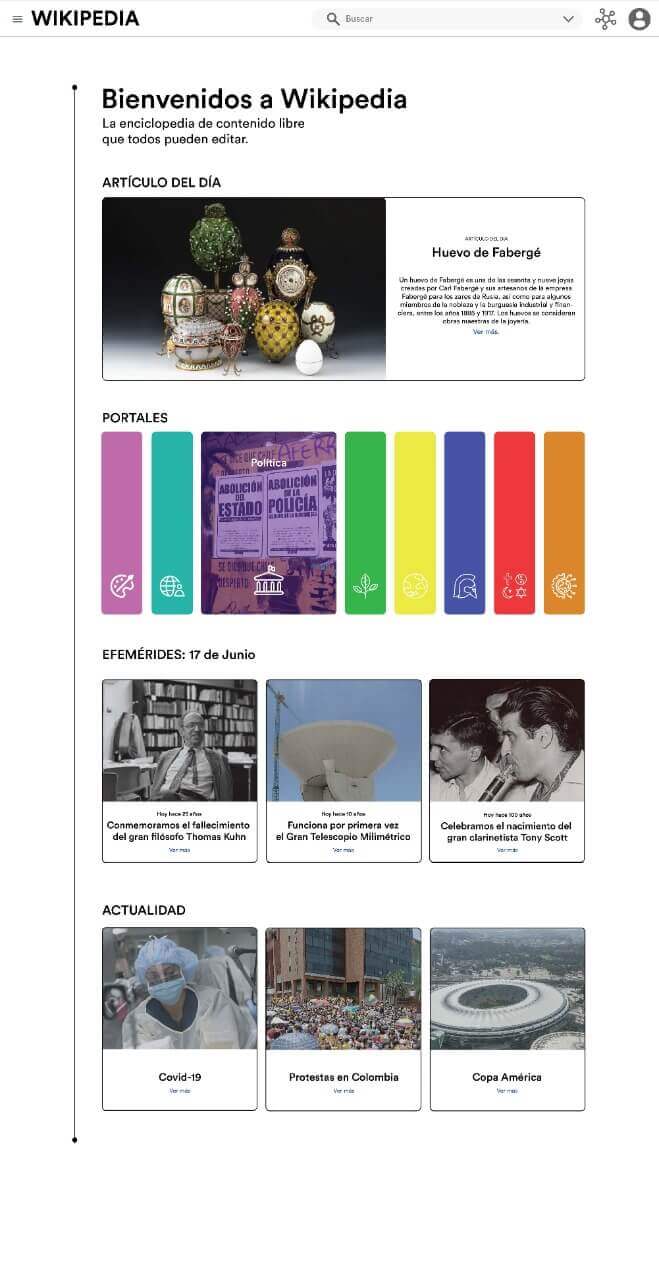 WIKIPEDIA
Buscar
Bienvenidos a Wikipedia
La enciclopedia de contenido libre
que todos pueden editar.
ARTÍCULO DEL DÍA
ARTÍCULO DEL DÍA
Huevo de Fabergé
Un huevo de Fabergé es una de las sesenta y nueve joyas
creadas por Carl Fabergé y sus artesanos de la empresa
Fabergé para los zares de Rusia, así como para algunos
miembros de la nobleza y la burguesía industrial y finan-
ciera, entre los años 1885 y 1917. Los huevos se consideran
obras maestras de la joyería.
Ver más.
PORTALES
Política
ABOLICIÓN
DEL
ESTADO
ABOLICIÓN
DE LA
POLICÍA
EFEMÉRIDES: 17 de Junio
Hoy hace 25 años
Conmemoramos el fallecimiento
del gran filósofo Thomas Kuhn
Ver más
Hoy hace 10 años
Funciona por primera vez
el Gran Telescopio Milimétrico
Ver más
Hoy hace 100 años
Celebramos el nacimiento del
gran clarinetista Tony Scott
Ver más
ACTUALIDAD
Covid-19
Ver más
Protestas en Colombia
Ver más
Copa América
Ver más